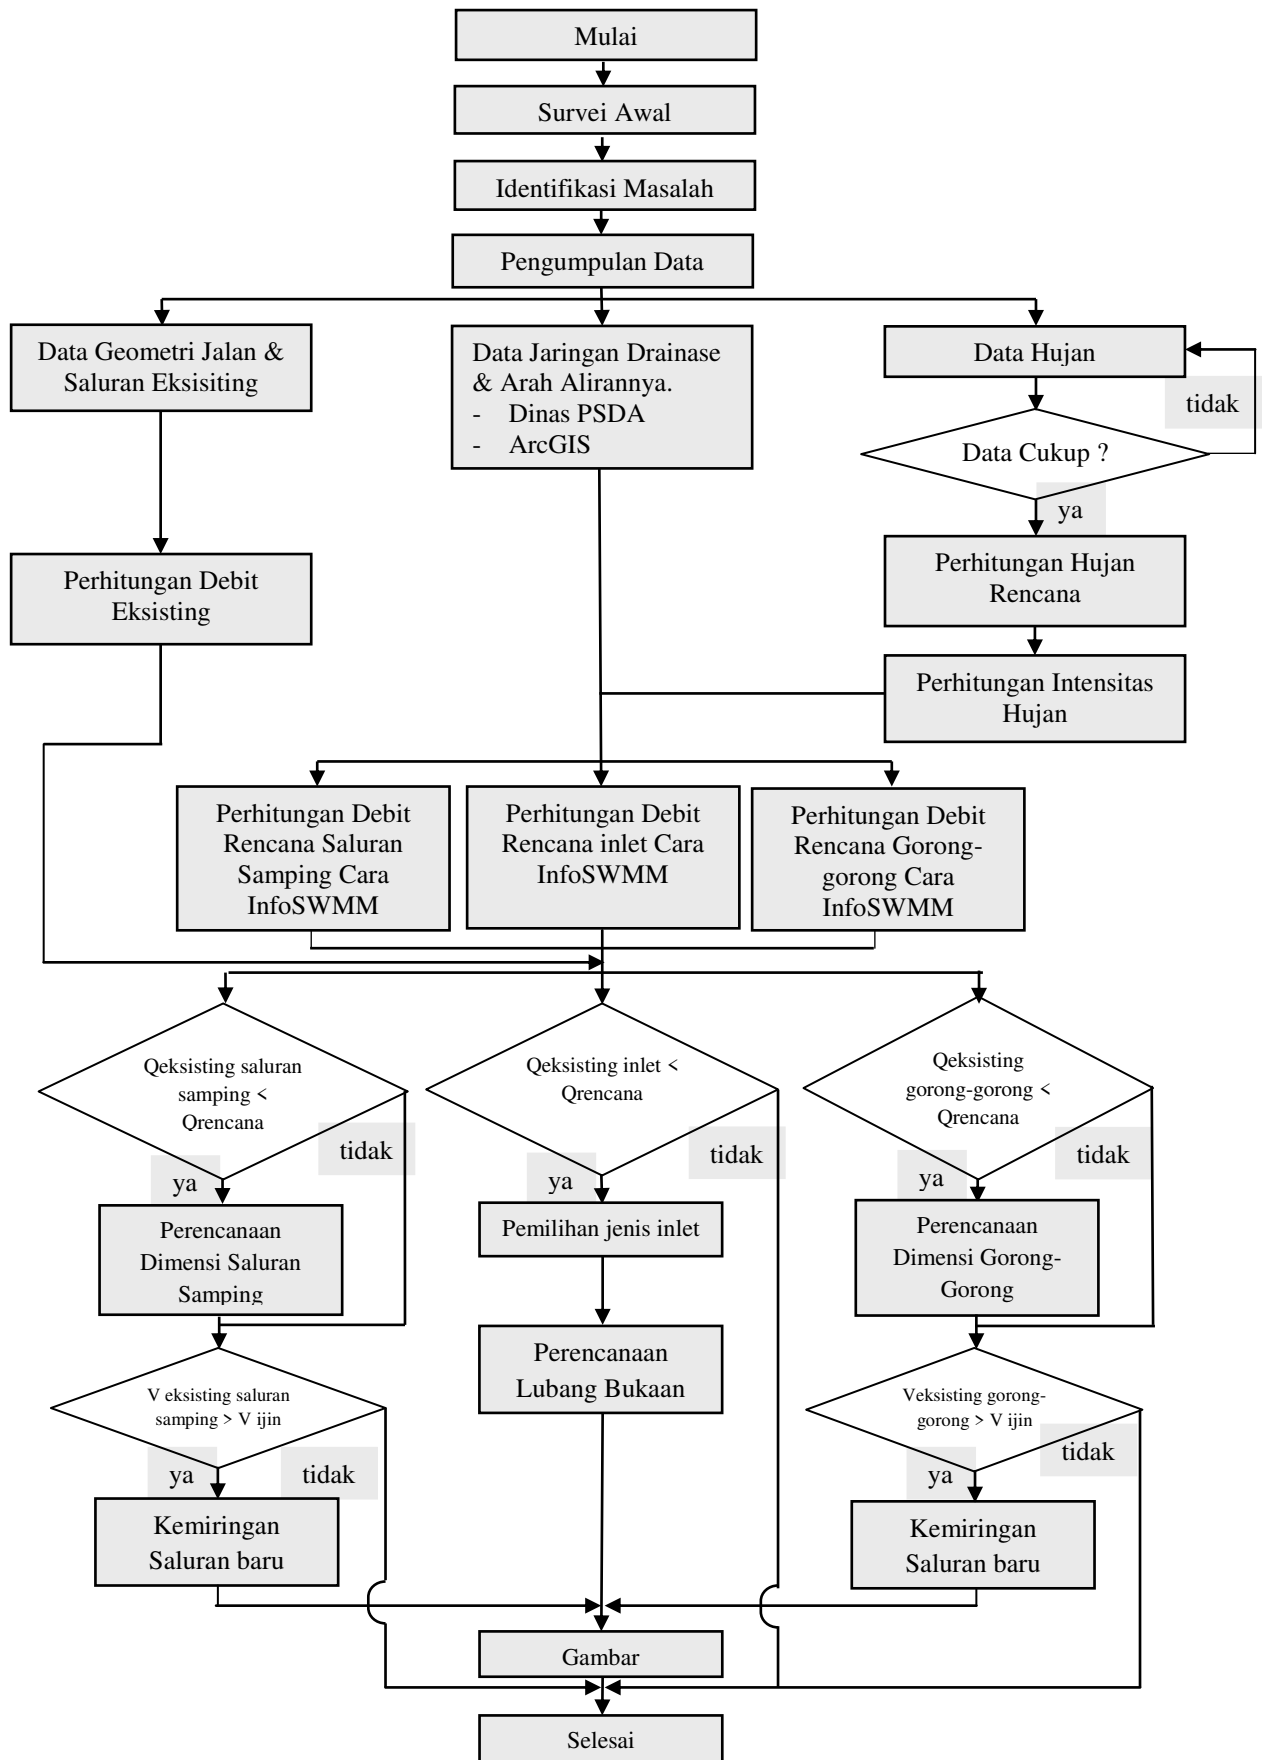 Mulai
Survei Awal
Identifikasi Masalah
Pengumpulan Data
Data Geometri Jalan &
Saluran Eksisiting
Data Jaringan Drainase
& Arah Alirannya.
- Dinas PSDA
- ArcGIS
Data Hujan
tidak
Data Cukup ?
ya
Perhitungan Debit
Eksisting
Perhitungan Hujan
Rencana
Perhitungan Intensitas
Hujan
Perhitungan Debit
Rencana Saluran
Samping Cara
InfoSWMM
Perhitungan Debit
Rencana inlet Cara
InfoSWMM
Perhitungan Debit
Rencana Gorong-
gorong Cara
InfoSWMM
Qeksisting saluran
samping <
Qrencana
tidak
ya
Qeksisting inlet <
Qrencana
tidak
ya
Qeksisting
gorong-gorong <
Qrencana
tidak
ya
Perencanaan
Dimensi Saluran
Samping
Pemilihan jenis inlet
Perencanaan
Dimensi Gorong-
Gorong
Perencanaan
Lubang Bukaan
V eksisting saluran
samping > V ijin
ya
tidak
Veksisting gorong-
gorong > V ijin
tidak
ya
Kemiringan
Saluran baru
Kemiringan
Saluran baru
Gambar
Selesai